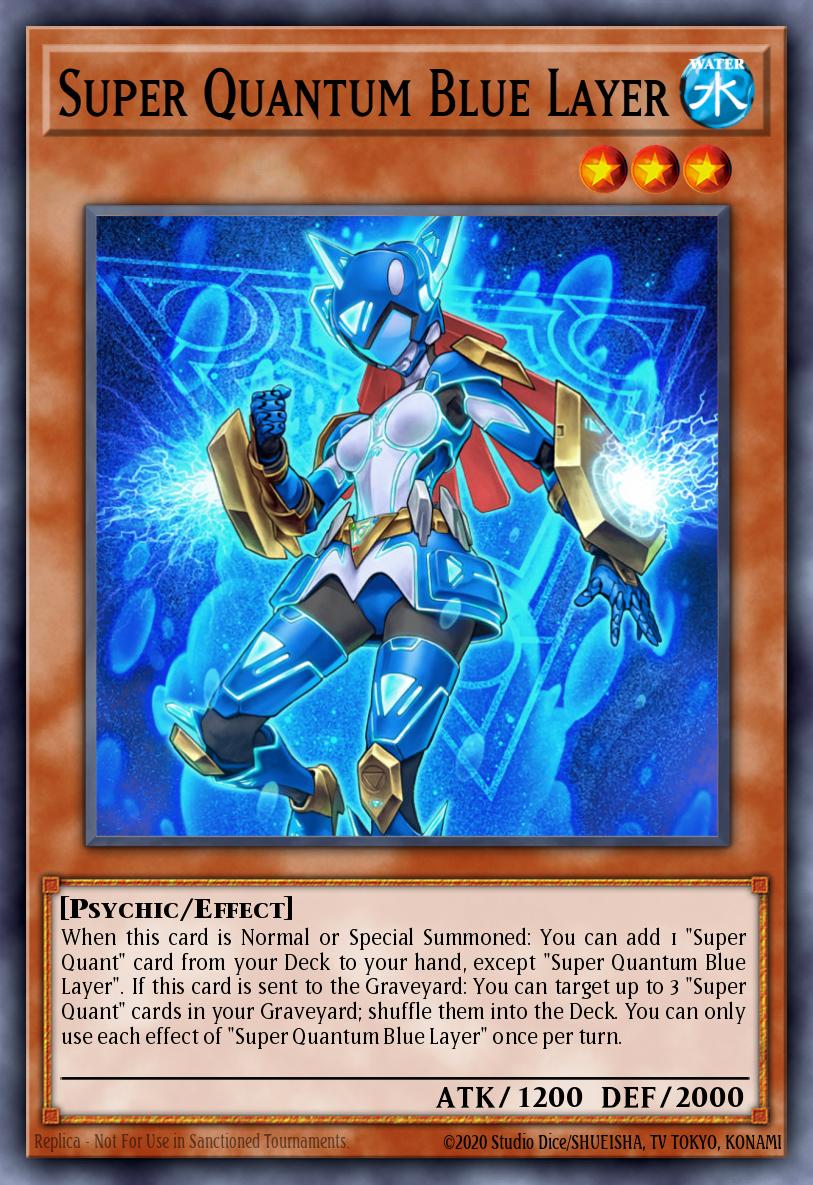 Super Quantum Blue Layer
WATER
水
[Psychic/Effect]
When this card is Normal or Special Summoned: You can add 1 "Super
Quant" card from your Deck to your hand, except "Super Quantum Blue
Layer". If this card is sent to the Graveyard: You can target up to 3 "Super
Quant" cards in your Graveyard; shuffle them into the Deck. You can only
use each effect of "Super Quantum Blue Layer" once per turn.
ATK/1200 DEF/2000
Replica - Not For Use in Sanctioned Tournaments.
©2020 Studio Dice/SHUEISHA, TV TOKYO, KONAMI